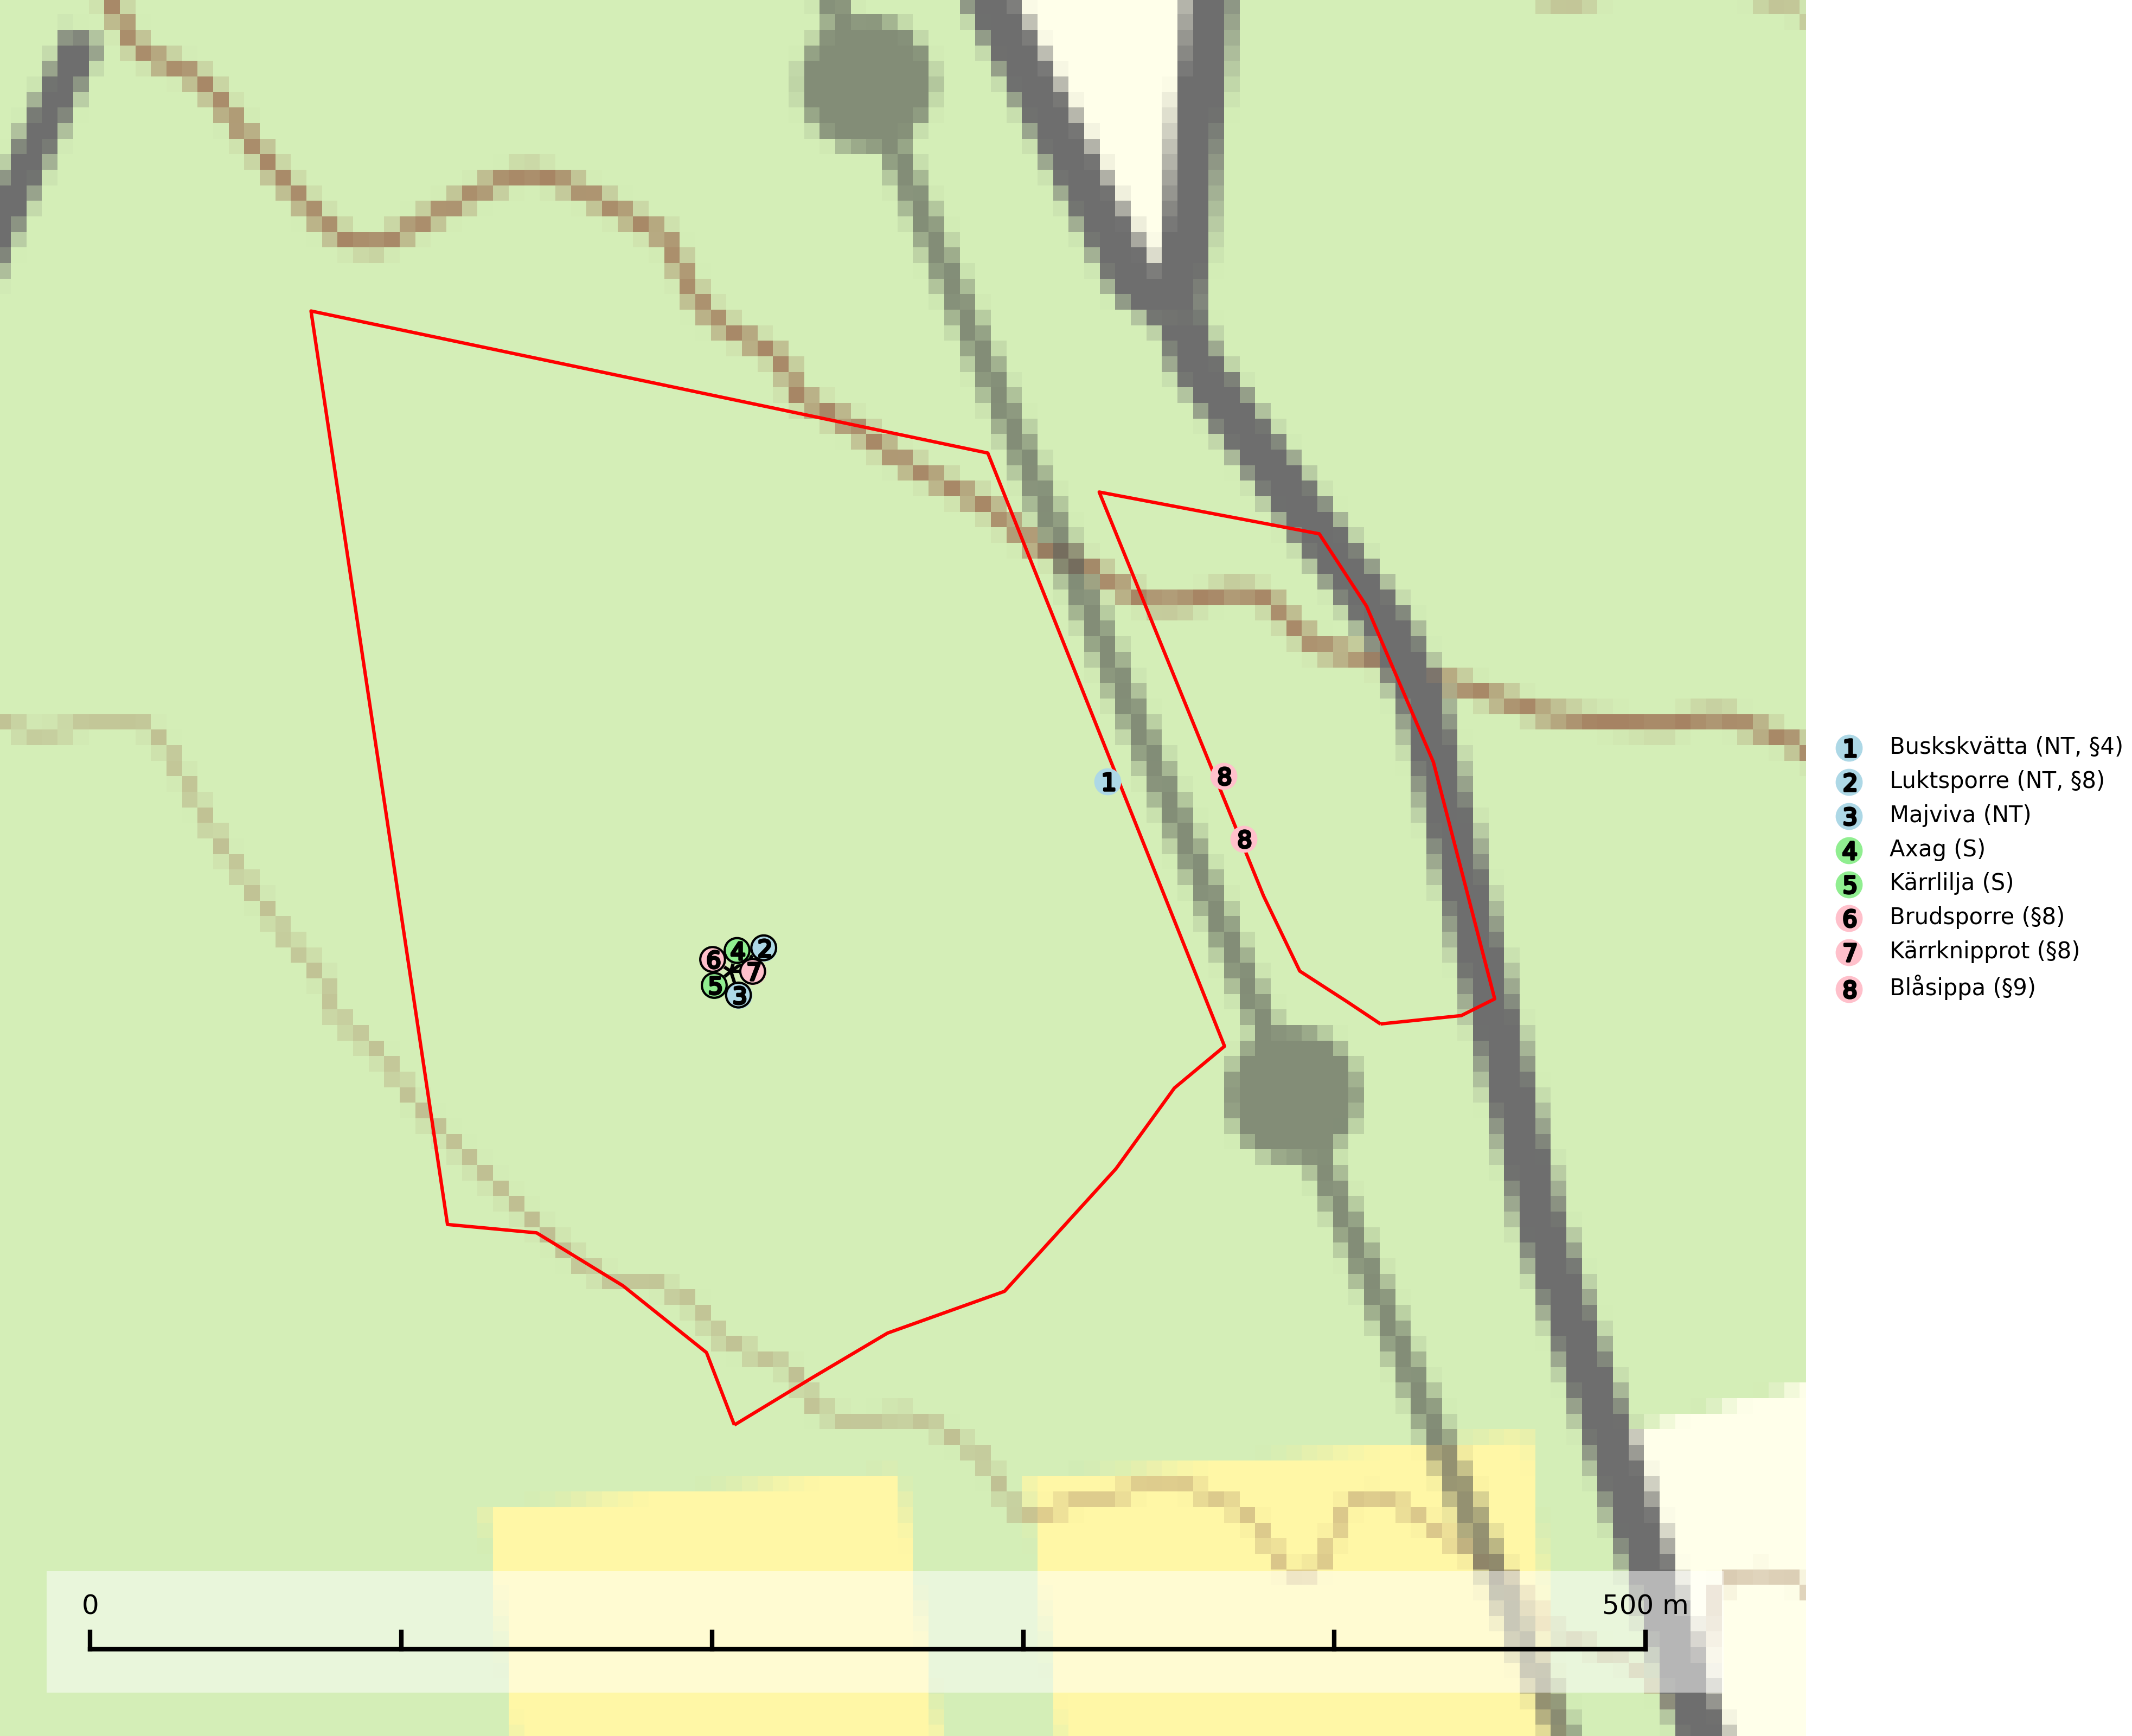 1
8
8
4
2
6
7
5
3
1 Buskskvätta (NT, §4)
2 Luktsporre (NT, §8)
3 Majviva (NT)
4 Axag (S)
5 Kärrlilja (S)
6 Brudsporre (§8)
7 Kärrknipprot (§8)
8 Blåsippa (§9)
0 500 m